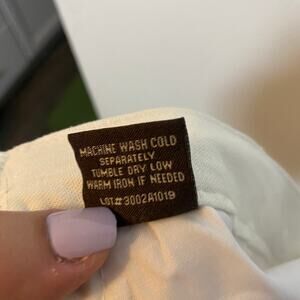 MACHINE WASH COLD
SEPARATELY
TUMBLE DRY LOW
WARM IRON IF NEEDED
LOT#3002A1019